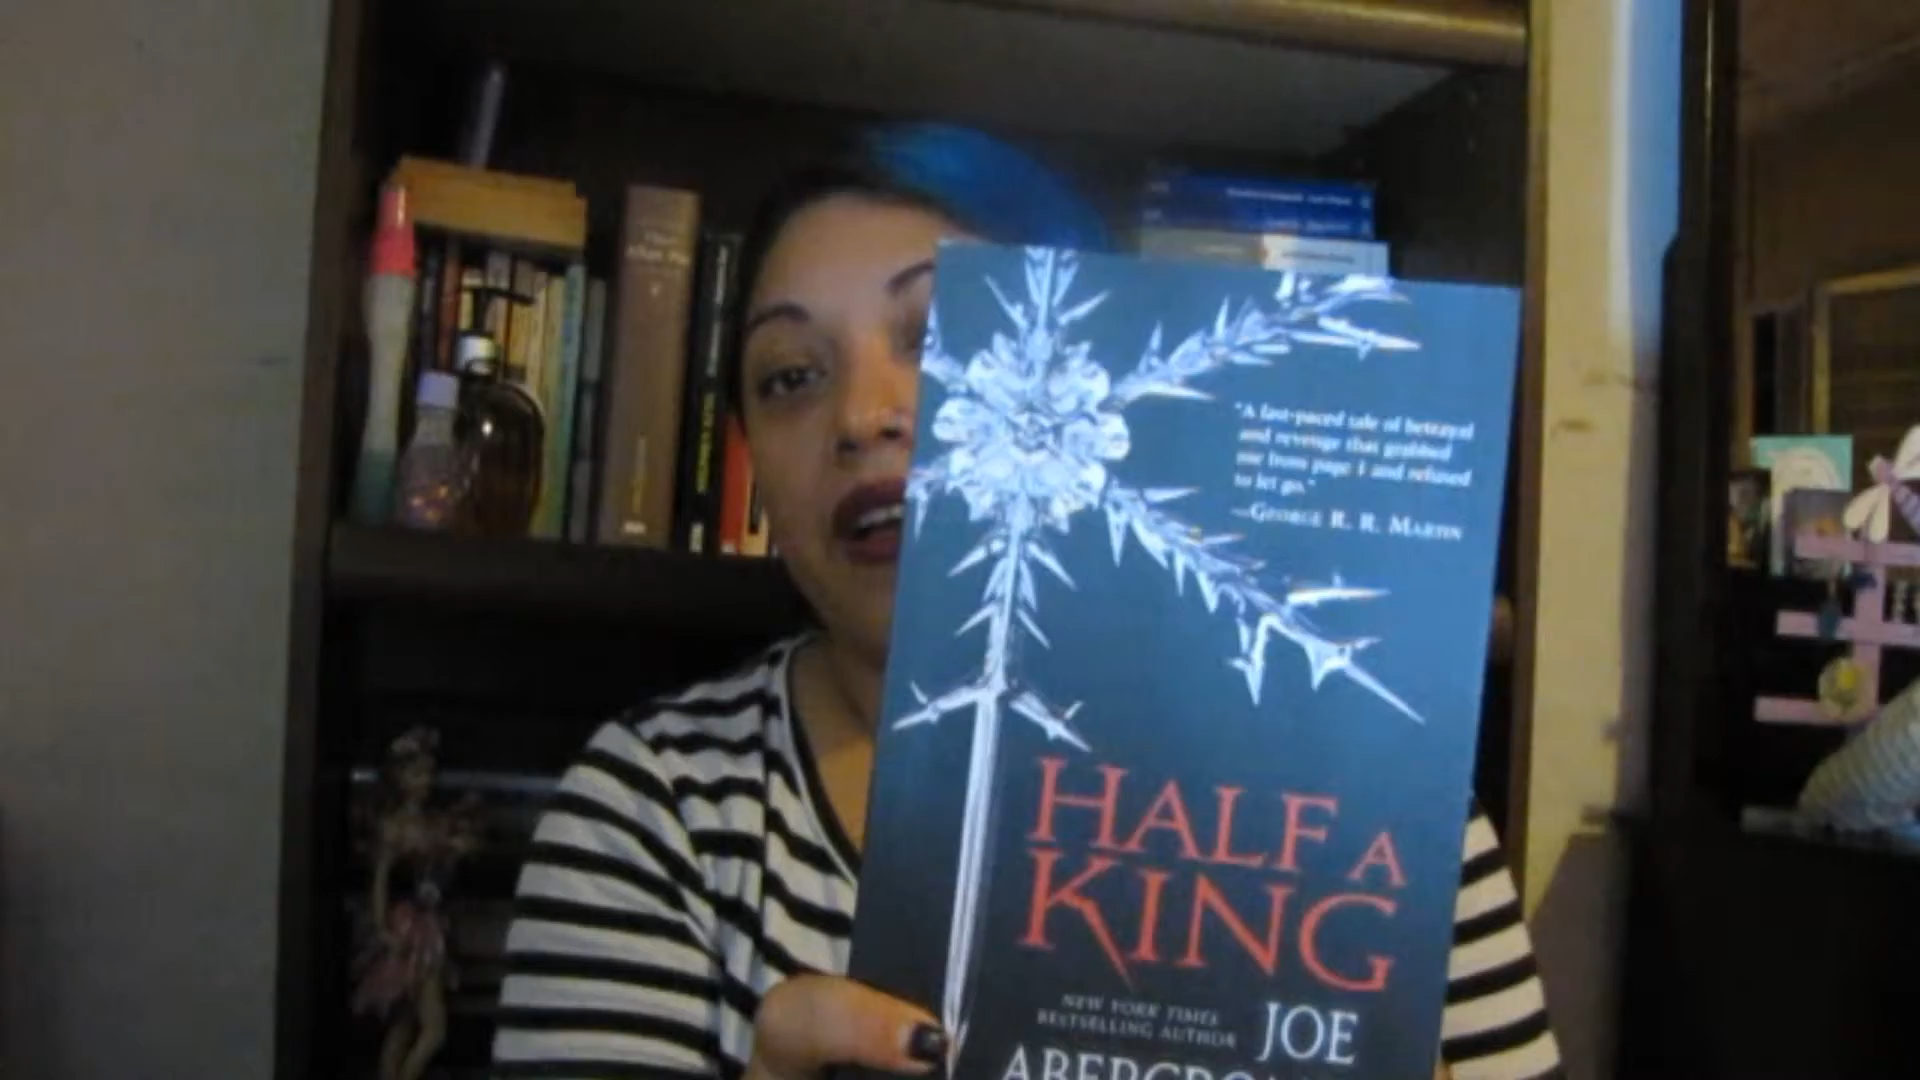 "A fast-paced tale of betrayal
and revenge that grabbed
me from page 1 and refused
to let go."
—GEORGE R. R. MARTIN
HALF A
KING
NEW YORK TIMES
BESTSELLING AUTHOR
JOE